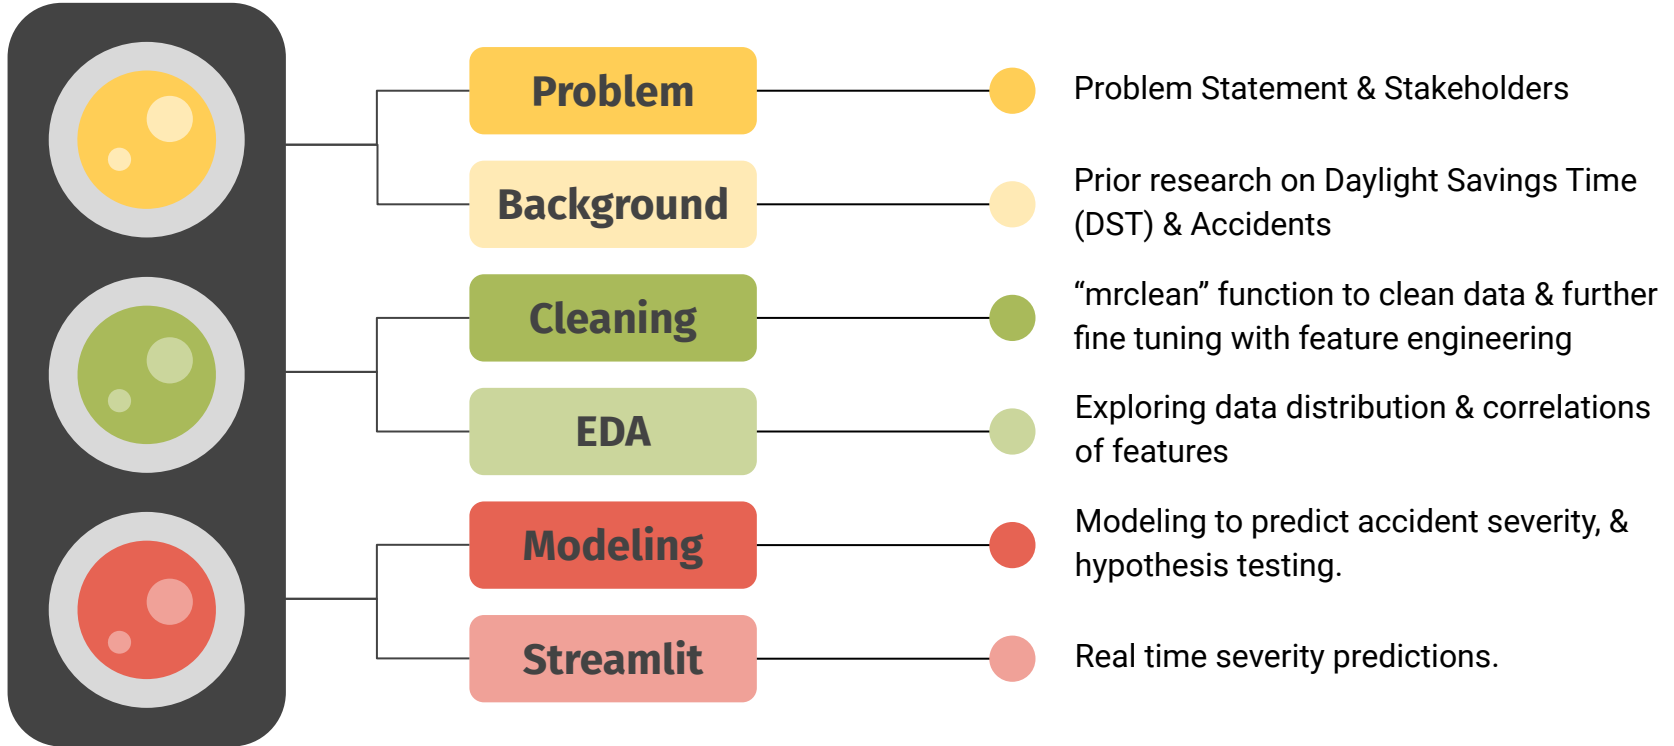 Problem
Problem Statement & Stakeholders
Background
Prior research on Daylight Savings Time
(DST) & Accidents
Cleaning
“mrclean” function to clean data & further
fine tuning with feature engineering
EDA
Exploring data distribution & correlations
of features
Modeling
Modeling to predict accident severity, &
hypothesis testing.
Streamlit
Real time severity predictions.